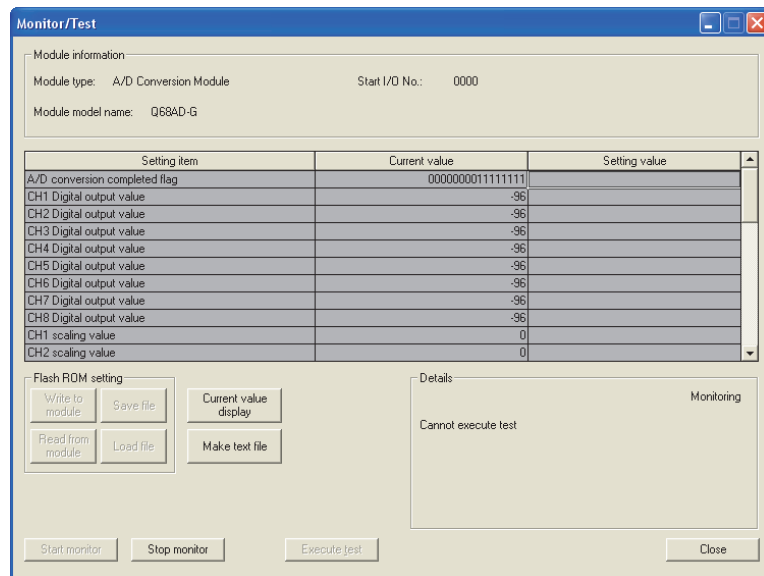 Monitor/Test
Module information
Module type: A/D Conversion Module Start I/O No.: 0000
Module model name: Q68AD-G
Setting item Current value Setting value
A/D conversion completed flag 0000000011111111
CH1 Digital output value -96
CH2 Digital output value -96
CH3 Digital output value -96
CH4 Digital output value -96
CH5 Digital output value -96
CH6 Digital output value -96
CH7 Digital output value -96
CH8 Digital output value -96
CH1 scaling value 0
CH2 scaling value 0
Flash ROM setting
Write to
module
Save file
Read from
module
Load file
Current value
display
Make text file
Details
Monitoring
Cannot execute test
Start monitor Stop monitor Execute test Close